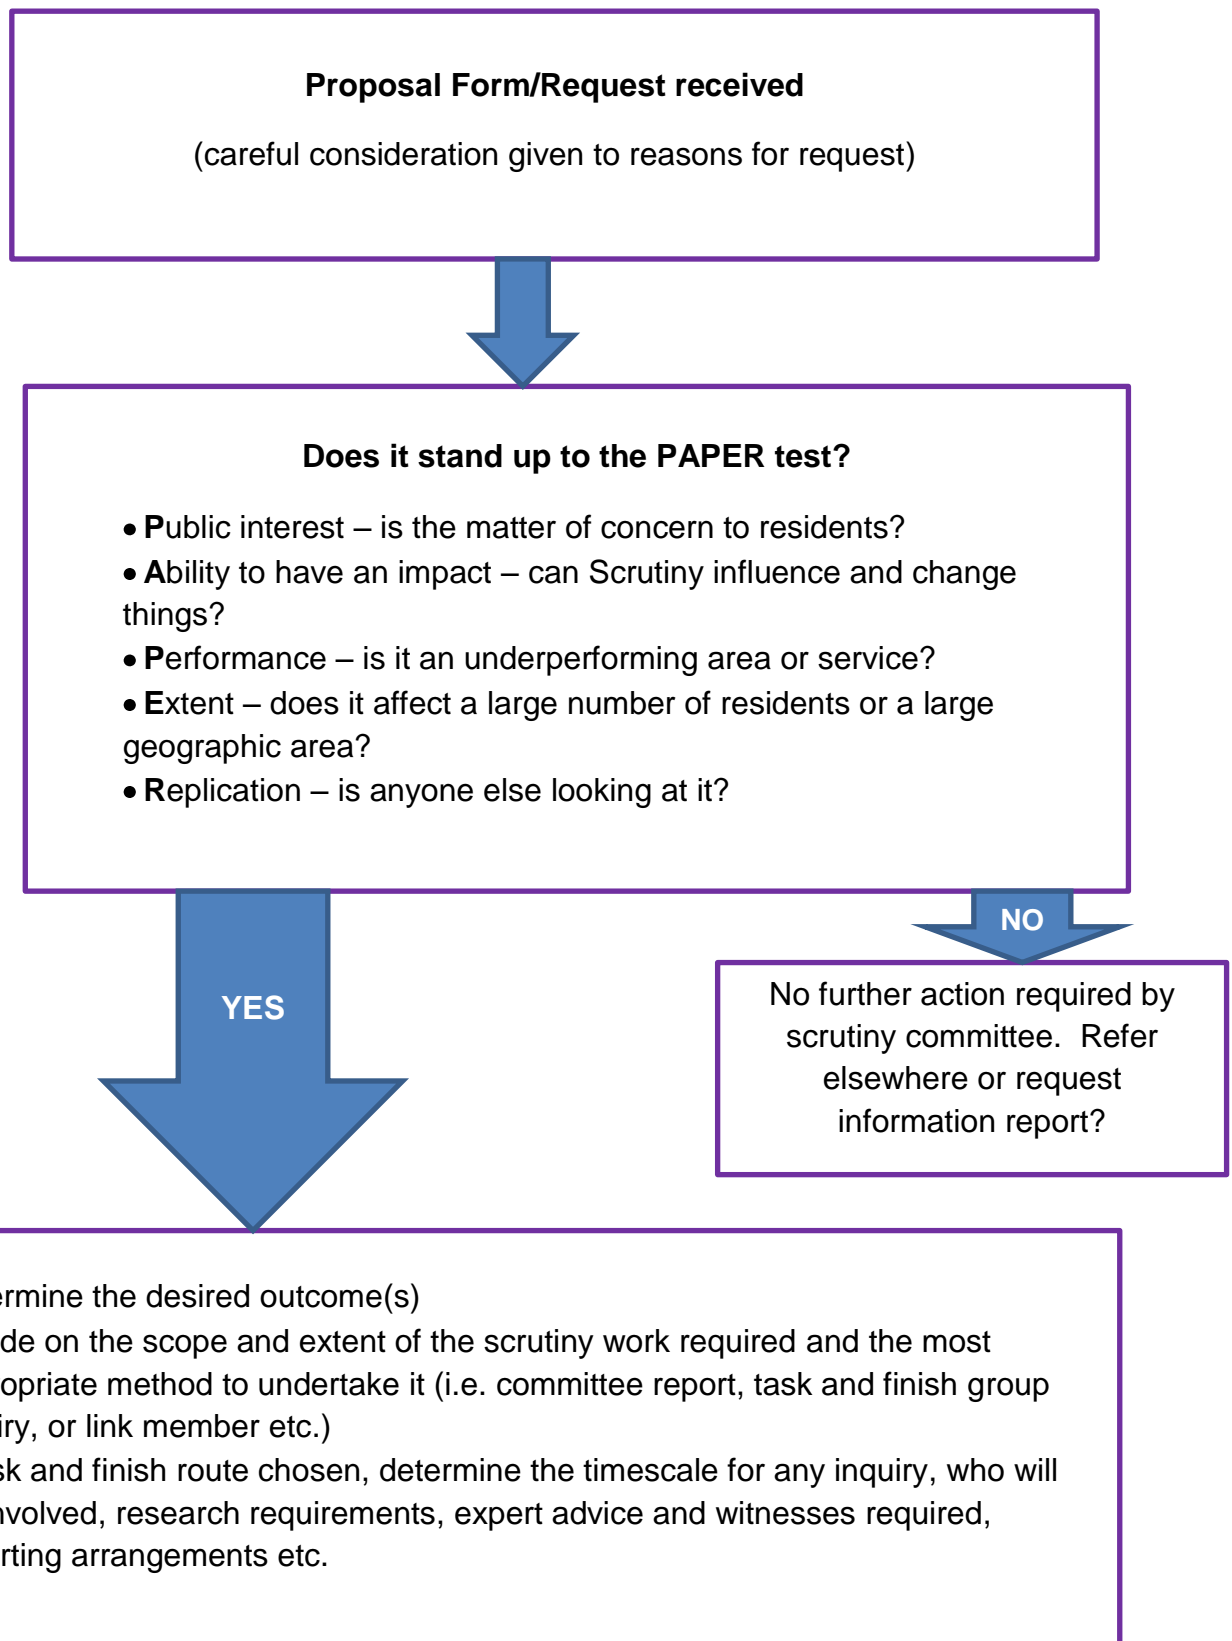 Proposal Form/Request received
(careful consideration given to reasons for request)
Does it stand up to the PAPER test?
• Public interest – is the matter of concern to residents?
• Ability to have an impact – can Scrutiny influence and change
things?
• Performance – is it an underperforming area or service?
• Extent – does it affect a large number of residents or a large
geographic area?
• Replication – is anyone else looking at it?
NO
YES
No further action required by
scrutiny committee.  Refer
elsewhere or request
information report?
ermine the desired outcome(s)
de on the scope and extent of the scrutiny work required and the most
opriate method to undertake it (i.e. committee report, task and finish group
iry, or link member etc.)
sk and finish route chosen, determine the timescale for any inquiry, who will
nvolved, research requirements, expert advice and witnesses required,
rting arrangements etc.